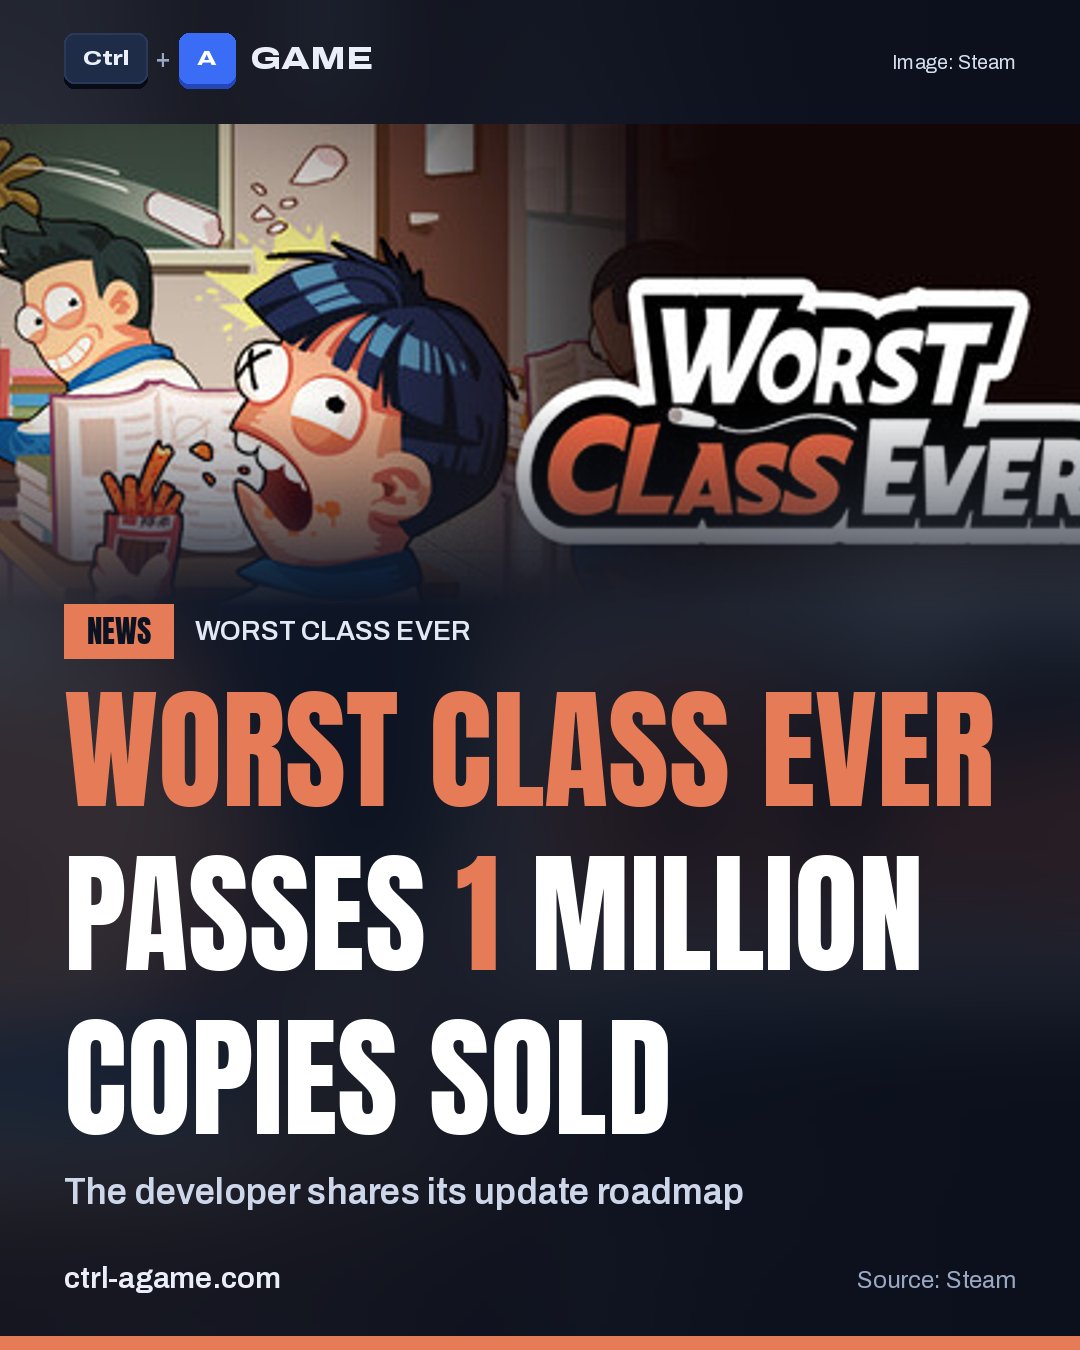 Ctrl + A GAME
Image: Steam
WORST
CLASS EVER
NEWS WORST CLASS EVER
WORST CLASS EVER
PASSES 1 MILLION
COPIES SOLD
The developer shares its update roadmap
ctrl-agame.com
Source: Steam